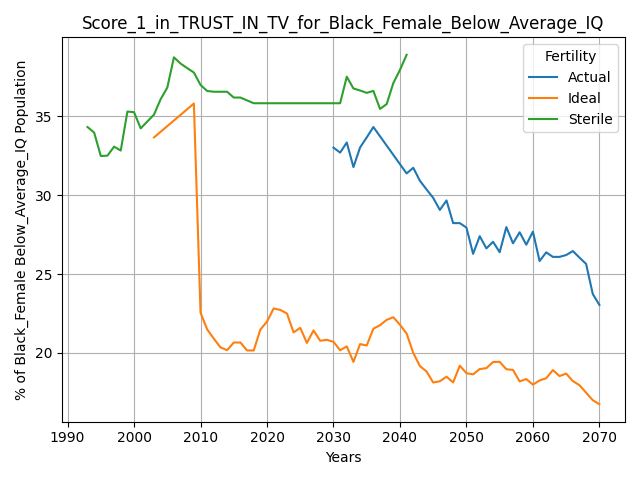 Score_1_in_TRUST_IN_TV_for_Black_Female_Below_Average_IQ
% of Black_Female Below_Average_IQ Population
35
30
25
20
Fertility
Actual
Ideal
Sterile
1990 2000 2010 2020 2030 2040 2050 2060 2070
Years